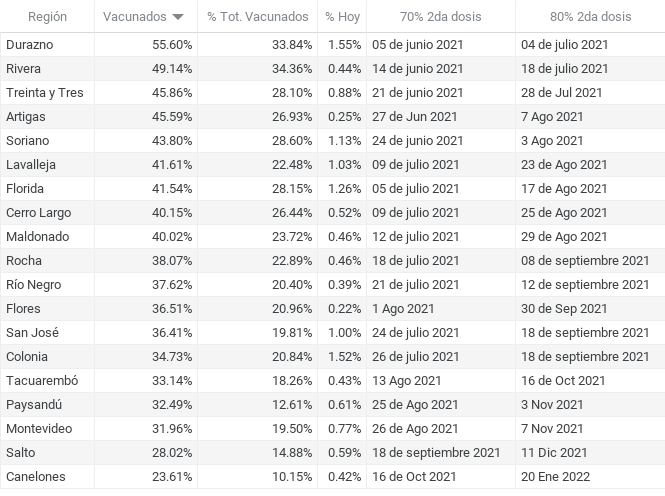 Región Vacunados % Tot. Vacunados % Hoy 70% 2da dosis 80% 2da dosis
Durazno 55.60% 33.84% 1.55% 05 de junio 2021 04 de julio 2021
Rivera 49.14% 34.36% 0.44% 14 de junio 2021 18 de julio 2021
Treinta y Tres 45.86% 28.10% 0.88% 21 de junio 2021 28 de Jul 2021
Artigas 45.59% 26.93% 0.25% 27 de Jun 2021 7 Ago 2021
Soriano 43.80% 28.60% 1.13% 24 de junio 2021 3 Ago 2021
Lavalleja 41.61% 22.48% 1.03% 09 de julio 2021 23 de Ago 2021
Florida 41.54% 28.15% 1.26% 05 de julio 2021 17 de Ago 2021
Cerro Largo 40.15% 26.44% 0.52% 09 de julio 2021 25 de Ago 2021
Maldonado 40.02% 23.72% 0.46% 12 de julio 2021 29 de Ago 2021
Rocha 38.07% 22.89% 0.46% 18 de julio 2021 08 de septiembre 2021
Río Negro 37.62% 20.40% 0.39% 21 de julio 2021 12 de septiembre 2021
Flores 36.51% 20.96% 0.22% 1 Ago 2021 30 de Sep 2021
San José 36.41% 19.81% 1.00% 24 de julio 2021 18 de septiembre 2021
Colonia 34.73% 20.84% 1.52% 26 de julio 2021 18 de septiembre 2021
Tacuarembó 33.14% 18.26% 0.43% 13 Ago 2021 16 de Oct 2021
Paysandú 32.49% 12.61% 0.61% 25 de Ago 2021 3 Nov 2021
Montevideo 31.96% 19.50% 0.77% 26 de Ago 2021 7 Nov 2021
Salto 28.02% 14.88% 0.59% 18 de septiembre 2021 11 Dic 2021
Canelones 23.61% 10.15% 0.42% 16 de Oct 2021 20 Ene 2022